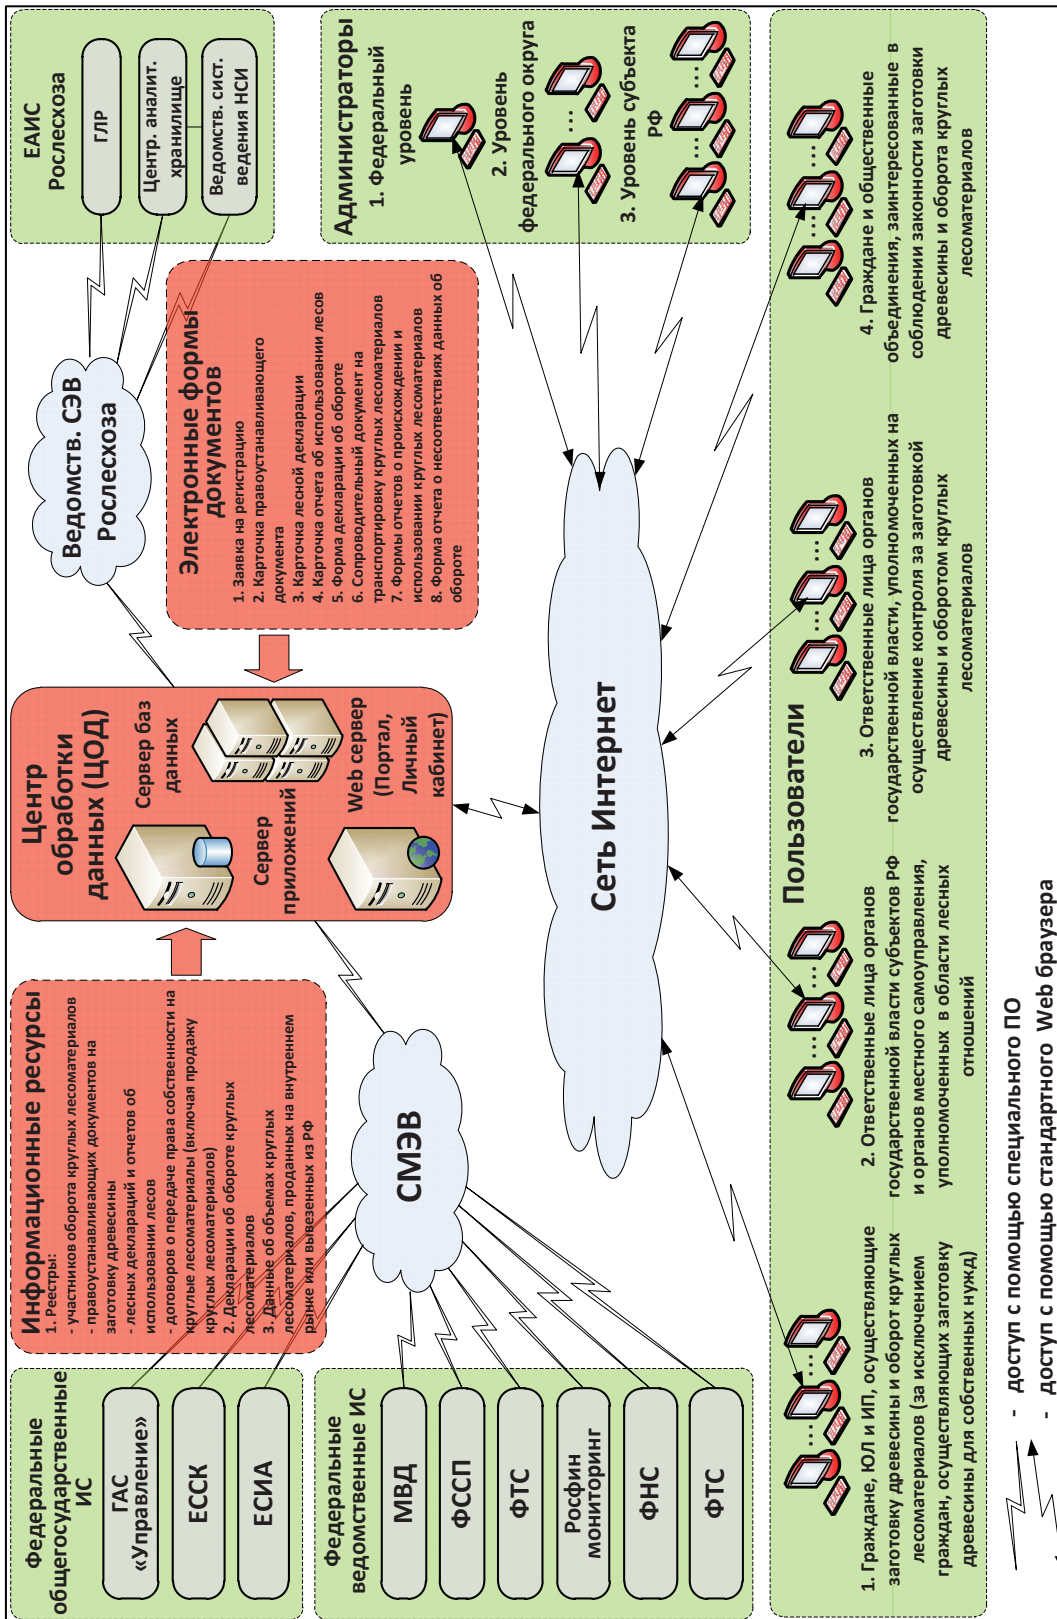 Федеральные
общегосударственные
ИС
ГАС
«Управление»
ЕССК
ЕСИА
Федеральные
ведомственные ИС
МВД
ФССП
ФТС
Росфин
мониторинг
ФНС
ФТС
Информационные ресурсы
1. Реестры:
- участников оборота круглых лесоматериалов
- правоустанавливающих документов на
заготовку древесины
- лесных деклараций и отчетов об
использовании лесов
- договоров о передаче права собственности на
круглые лесоматериалы (включая продажу
круглых лесоматериалов)
2. Декларации об обороте круглых
лесоматериалов
3. Данные об объемах круглых
лесоматериалов, проданных на внутреннем
рынке или вывезенных из РФ
СМЭВ
Центр
обработки
данных (ЦОД)
Сервер баз
данных
Сервер
приложений
Web сервер
(Портал,
Личный
кабинет)
Ведомств. СЭВ
Рослесхоза
Электронные формы
документов
1. Заявка на регистрацию
2. Карточка правоустанавливающего
документа
3. Карточка лесной декларации
4. Карточка отчета об использовании лесов
5. Форма декларации об обороте
6. Сопроводительный документ на
транспортировку круглых лесоматериалов
7. Формы отчетов о происхождении и
использовании круглых лесоматериалов
8. Форма отчета о несоответствиях данных об
обороте
ЕАИС
Рослесхоза
ГЛР
Центр. аналит.
хранилище
Ведомств. сист.
ведения НСИ
Администраторы
1. Федеральный
уровень
2. Уровень
федерального округа
3. Уровень субъекта
РФ
Сеть Интернет
Пользователи
1. Граждане, ЮЛ и ИП, осуществляющие
заготовку древесины и оборот круглых
лесоматериалов (за исключением
граждан, осуществляющих заготовку
древесины для собственных нужд)
2. Ответственные лица органов
государственной власти субъектов РФ
и органов местного самоуправления,
уполномоченных в области лесных
отношений
3. Ответственные лица органов
государственной власти, уполномоченных на
осуществление контроля за заготовкой
древесины и оборотом круглых
лесоматериалов
4. Граждане и общественные
объединения, заинтересованные в
соблюдении законности заготовки
древесины и оборота круглых
лесоматериалов
- доступ с помощью специального ПО
- доступ с помощью стандартного Web браузера